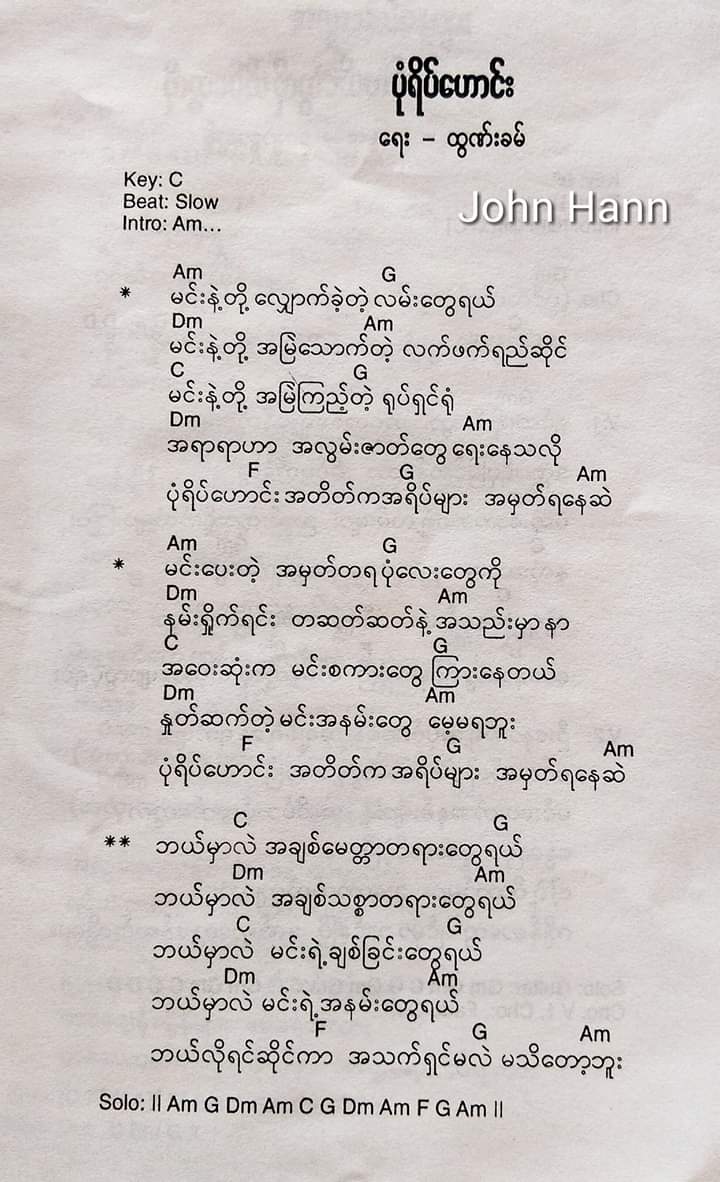 ပုံရိပ်ဟောင်း
ရေး – ထွဏ်းခမ်
Key: C
Beat: Slow
Intro: Am...
John Hann
Am G
* မင်းနဲ့တို့ လျှောက်ခဲ့တဲ့ လမ်းတွေရယ်
Dm Am
မင်းနဲ့တို့ အမြဲသောက်တဲ့ လက်ဖက်ရည်ဆိုင်
C G
မင်းနဲ့တို့ အမြဲကြည့်တဲ့ ရုပ်ရှင်ရုံ
Dm Am
အရာရာဟာ အလွမ်းဇာတ်တွေ ရေးနေသလို
F G Am
ပုံရိပ်ဟောင်း အတိတ်ကအရိပ်များ အမှတ်ရနေဆဲ
Am G
* မင်းပေးတဲ့ အမှတ်တရ ပုံလေးတွေကို
Dm Am
နမ်းရှိုက်ရင်း တဆတ်ဆတ်နဲ့ အသည်းမှာ နာ
C G
အဝေးဆုံးက မင်းစကားတွေ ကြားနေတယ်
Dm Am
နှုတ်ဆက်တဲ့ မင်းအနမ်းတွေ မေ့မရဘူး
F G Am
ပုံရိပ်ဟောင်း အတိတ်က အရိပ်များ အမှတ်ရနေဆဲ
C G
** ဘယ်မှာလဲ အချစ်မေတ္တာတရားတွေရယ်
Dm Am
ဘယ်မှာလဲ အချစ်သစ္စာတရားတွေရယ်
C G
ဘယ်မှာလဲ မင်းရဲ့ချစ်ခြင်းတွေရယ်
Dm Am
ဘယ်မှာလဲ မင်းရဲ့အနမ်းတွေရယ်
F G Am
ဘယ်လိုရင်ဆိုင်ကာ အသက်ရှင်မလဲ မသိတော့ဘူး
Solo: || Am G Dm Am C G Dm Am F G Am ||